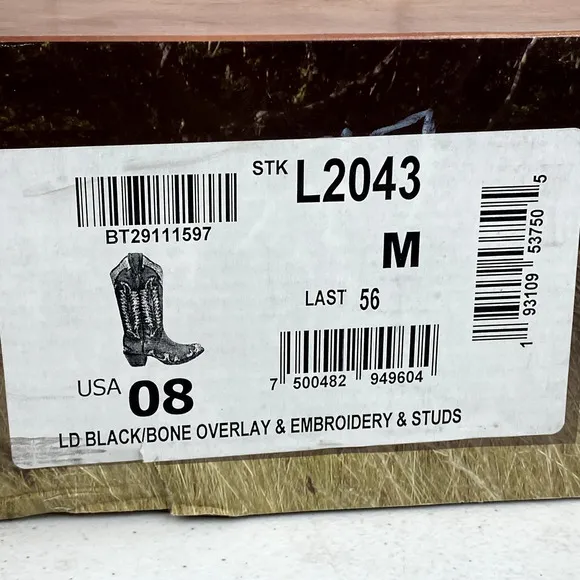 STK L2043
BT29111597
M
LAST 56
USA 08
7 500482 949604
1 93109 53750 5
LD BLACK/BONE OVERLAY & EMBROIDERY & STUDS